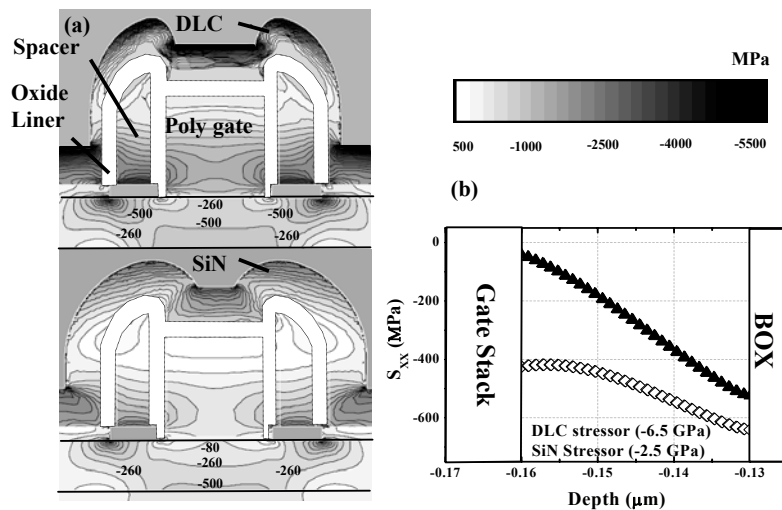 (a)
DLC
Spacer
Oxide
Liner
Poly gate
-260
-500
-500
-500
-260
-260
SiN
-80
-260
-260
-260
-500
MPa
500
-1000
-2500
-4000
-5500
(b)
0
-200
-400
-600
S_XX (MPa)
Gate Stack
BOX
DLC stressor (-6.5 GPa)
SiN Stressor (-2.5 GPa)
-0.17
-0.16
-0.15
-0.14
-0.13
Depth (μm)